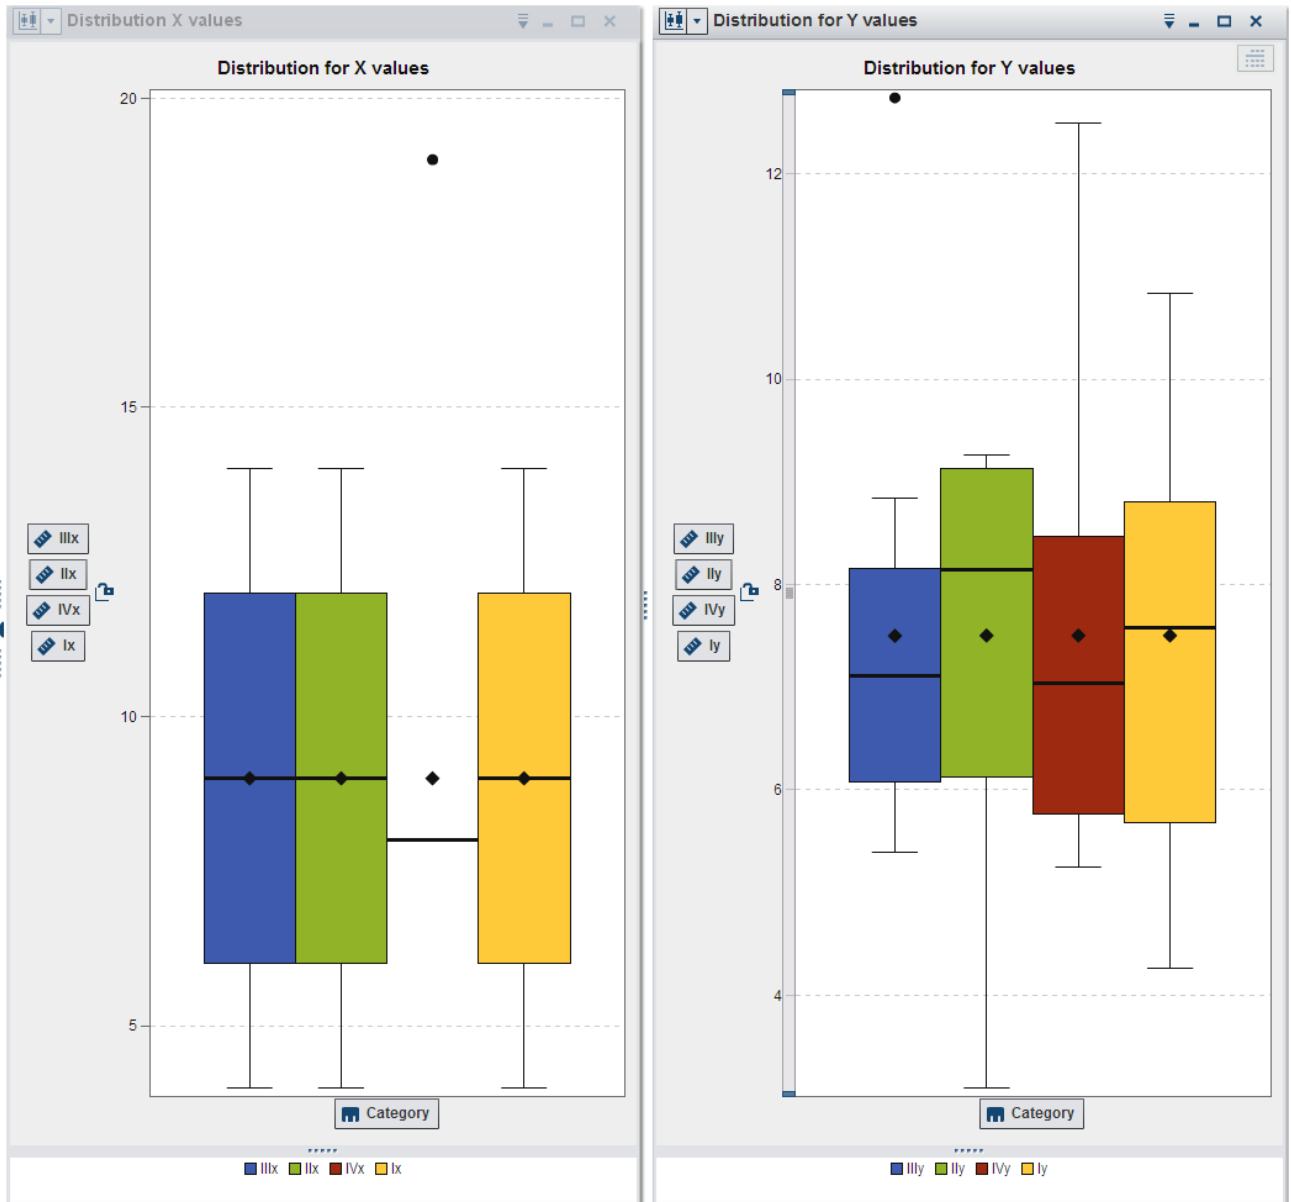 Distribution X values
Distribution for X values
20
15
10
5
IIIx
IIx
IVx
Ix
Category
IIIx IIx IVx Ix
Distribution for Y values
Distribution for Y values
12
10
8
6
4
IIIy
IIy
IVy
Iy
Category
IIIy IIy IVy Iy